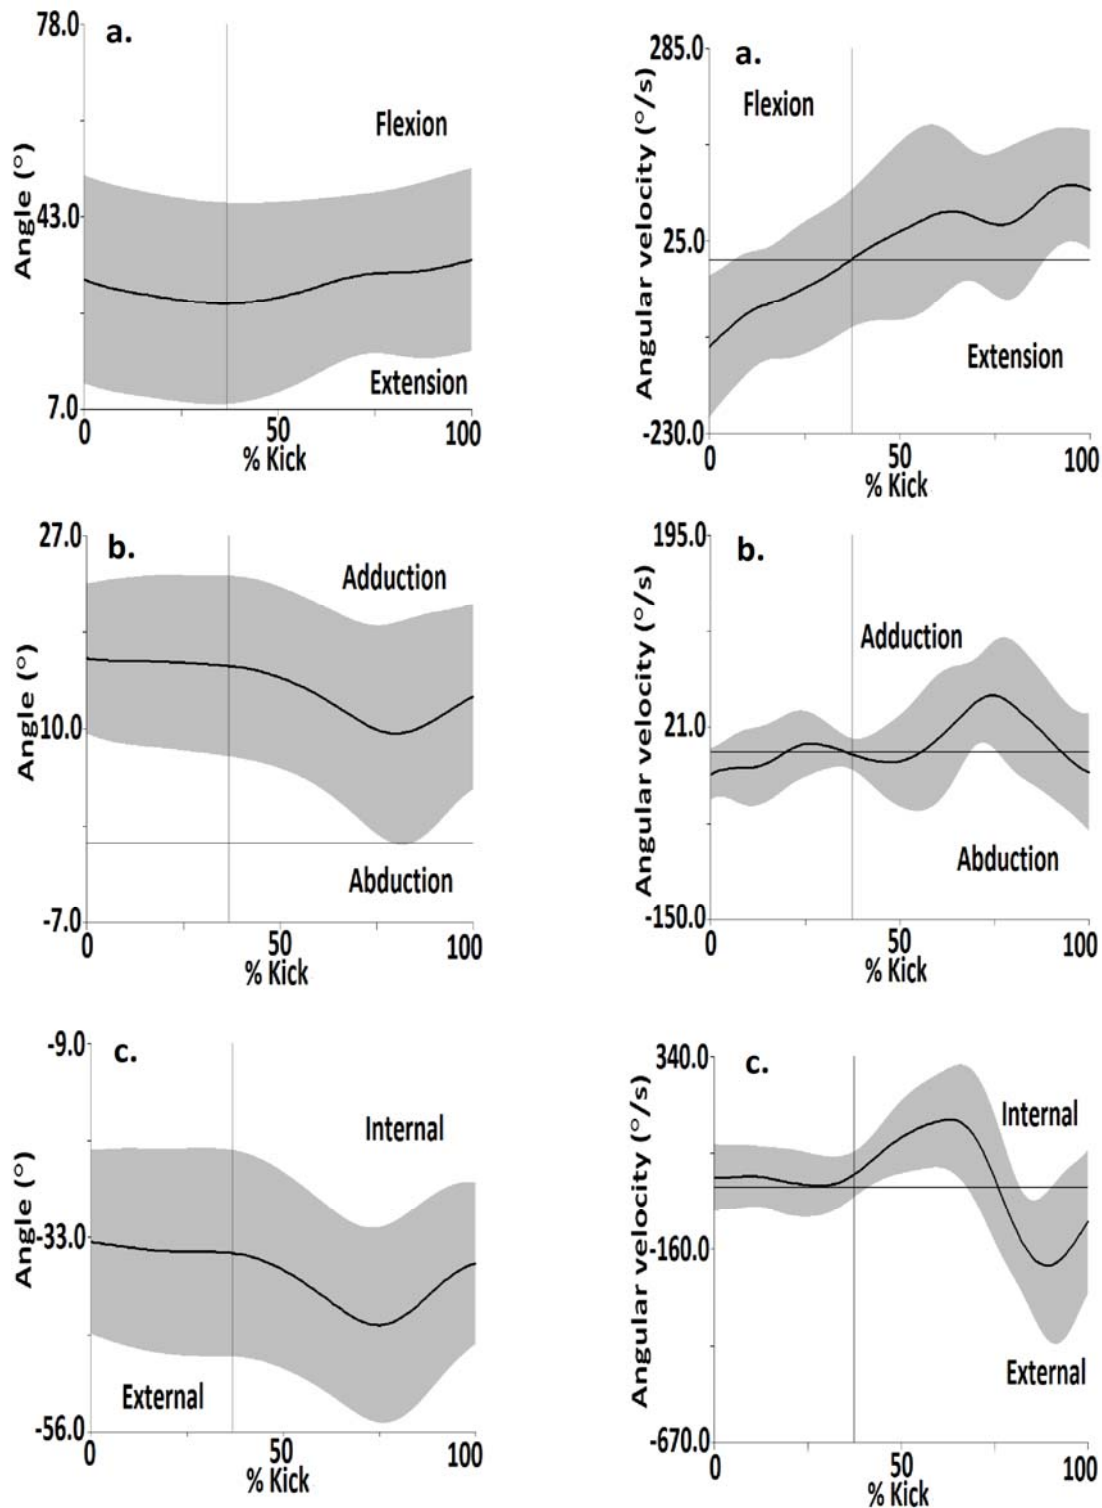 78.0
a.
Flexion
Angle (°)
43.0
Extension
7.0
0
50
100
% Kick
285.0
a.
Flexion
Angular velocity (°/s)
25.0
Extension
-230.0
0
50
100
% Kick
27.0
b.
Adduction
Angle (°)
10.0
Abduction
-7.0
0
50
100
% Kick
195.0
b.
Adduction
Angular velocity (°/s)
21.0
Abduction
-150.0
0
50
100
% Kick
-9.0
c.
Internal
Angle (°)
-33.0
External
-56.0
0
50
100
% Kick
340.0
c.
Internal
Angular velocity (°/s)
-160.0
External
-670.0
0
50
100
% Kick